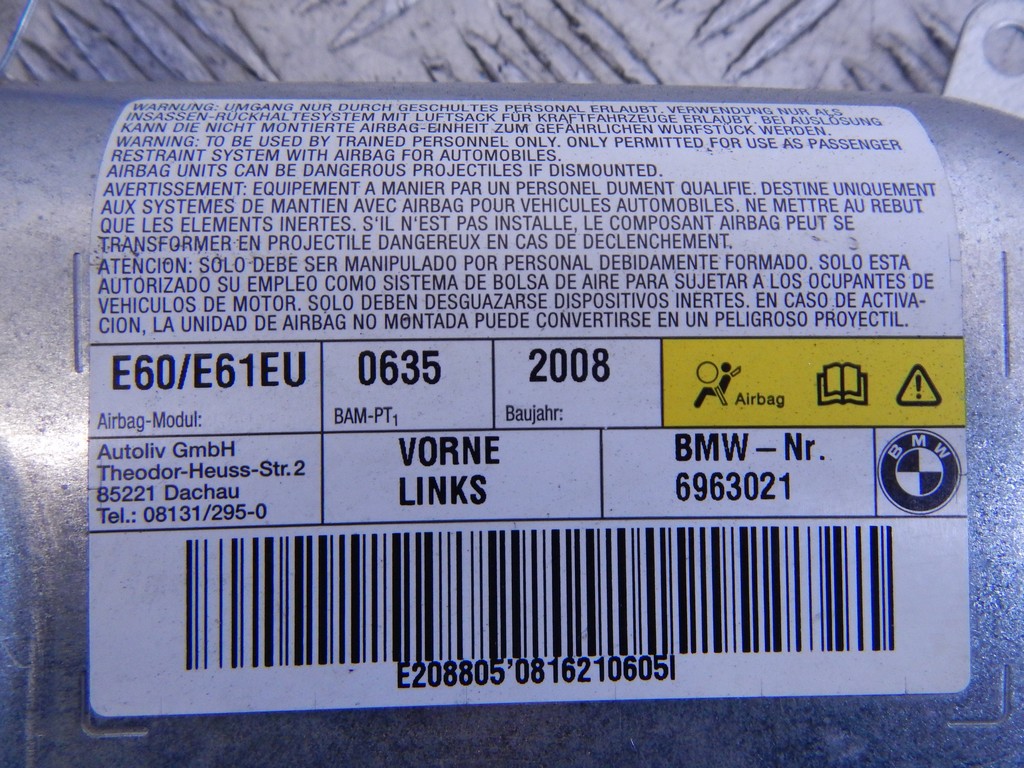 WARNUNG: UMGANG NUR DURCH GESCHULTES PERSONAL ERLAUBT. VERWENDUNG NUR ALS
INSASSEN-RÜCKHALTESYSTEM MIT LUFTSACK FÜR KRAFTFAHRZEUGE ERLAUBT. BEI AUSLÖSUNG
KANN DIE NICHT MONTIERTE AIRBAG-EINHEIT ZUM GEFÄHRLICHEN WURFSTÜCK WERDEN.
WARNING: TO BE USED BY TRAINED PERSONNEL ONLY. ONLY PERMITTED FOR USE AS PASSENGER
RESTRAINT SYSTEM WITH AIRBAG FOR AUTOMOBILES.
AIRBAG UNITS CAN BE DANGEROUS PROJECTILES IF DISMOUNTED.
AVERTISSEMENT: EQUIPEMENT A MANIER PAR UN PERSONEL DUMENT QUALIFIE. DESTINE UNIQUEMENT
AUX SYSTEMES DE MANTIEN AVEC AIRBAG POUR VEHICULES AUTOMOBILES. NE METTRE AU REBUT
QUE LES ELEMENTS INERTES. S'IL N'EST PAS INSTALLE, LE COMPOSANT AIRBAG PEUT SE
TRANSFORMER EN PROJECTILE DANGEREUX EN CAS DE DECLENCHEMENT.
ATENCION: SOLO DEBE SER MANIPULADO POR PERSONAL DEBIDAMENTE FORMADO. SOLO ESTA
AUTORIZADO SU EMPLEO COMO SISTEMA DE BOLSA DE AIRE PARA SUJETAR A LOS OCUPANTES DE
VEHICULOS DE MOTOR. SOLO DEBEN DESGUAZARSE DISPOSITIVOS INERTES. EN CASO DE ACTIVA-
CION, LA UNIDAD DE AIRBAG NO MONTADA PUEDE CONVERTIRSE EN UN PELIGROSO PROYECTIL.
E60/E61EU
Airbag-Modul:
0635
BAM-PT1
2008
Baujahr:
Airbag
Autoliv GmbH
Theodor-Heuss-Str. 2
85221 Dachau
Tel.: 08131/295-0
VORNE
LINKS
BMW – Nr.
6963021
BMW
E208805'0816210605I